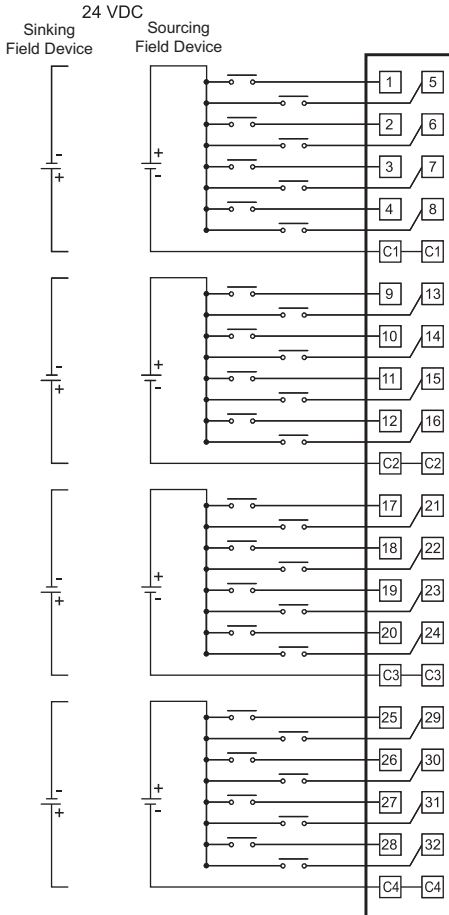 24 VDC
Sinking
Field Device
Sourcing
Field Device
1 5
2 6
3 7
4 8
C1 C1
- +
+ -
9 13
10 14
11 15
12 16
C2 C2
- +
+ -
17 21
18 22
19 23
20 24
C3 C3
- +
+ -
25 29
26 30
27 31
28 32
C4 C4
- +
+ -